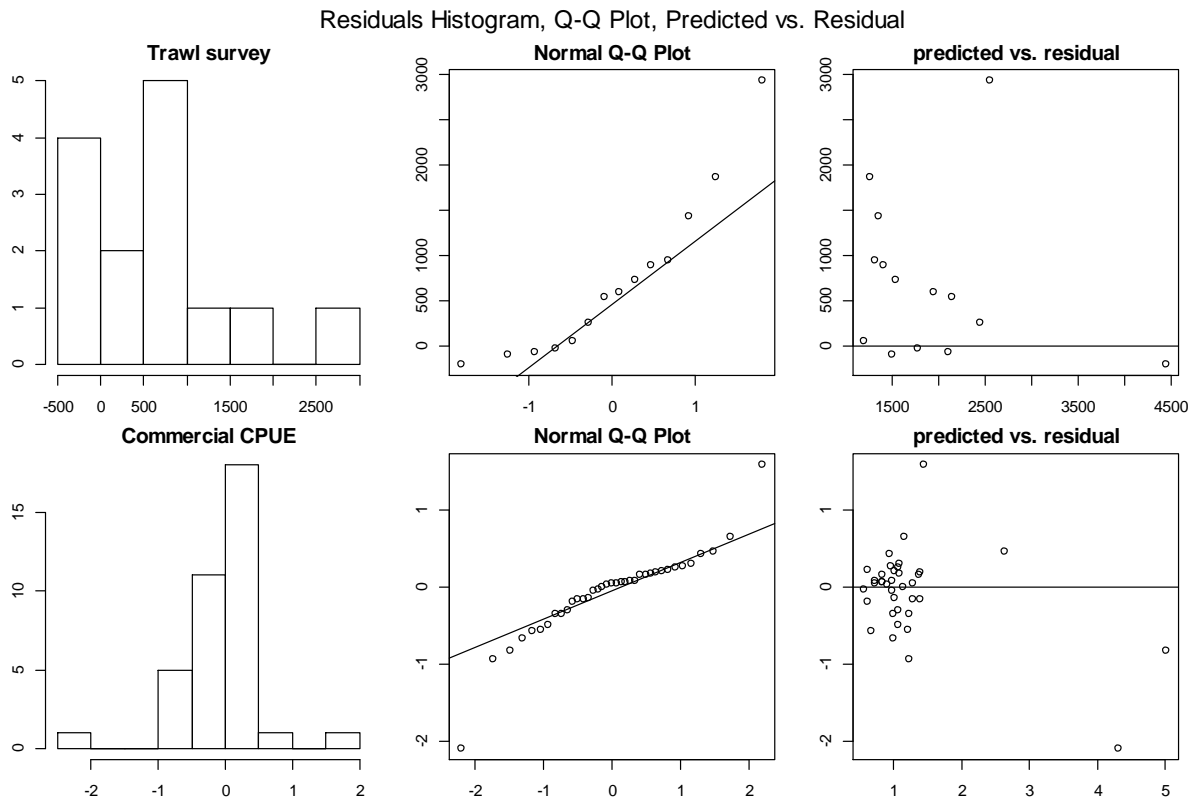 Residuals Histogram, Q-Q Plot, Predicted vs. Residual
Trawl survey
5
4
3
2
1
0
-500 0 500 1500 2500
Normal Q-Q Plot
3000
2000
1000
500
0
-1 0 1
predicted vs. residual
3000
2000
1000
500
0
1500 2500 3500 4500
Commercial CPUE
15
10
5
0
-2 -1 0 1 2
Normal Q-Q Plot
1
0
-1
-2
-2 -1 0 1 2
predicted vs. residual
1
0
-1
-2
1 2 3 4 5